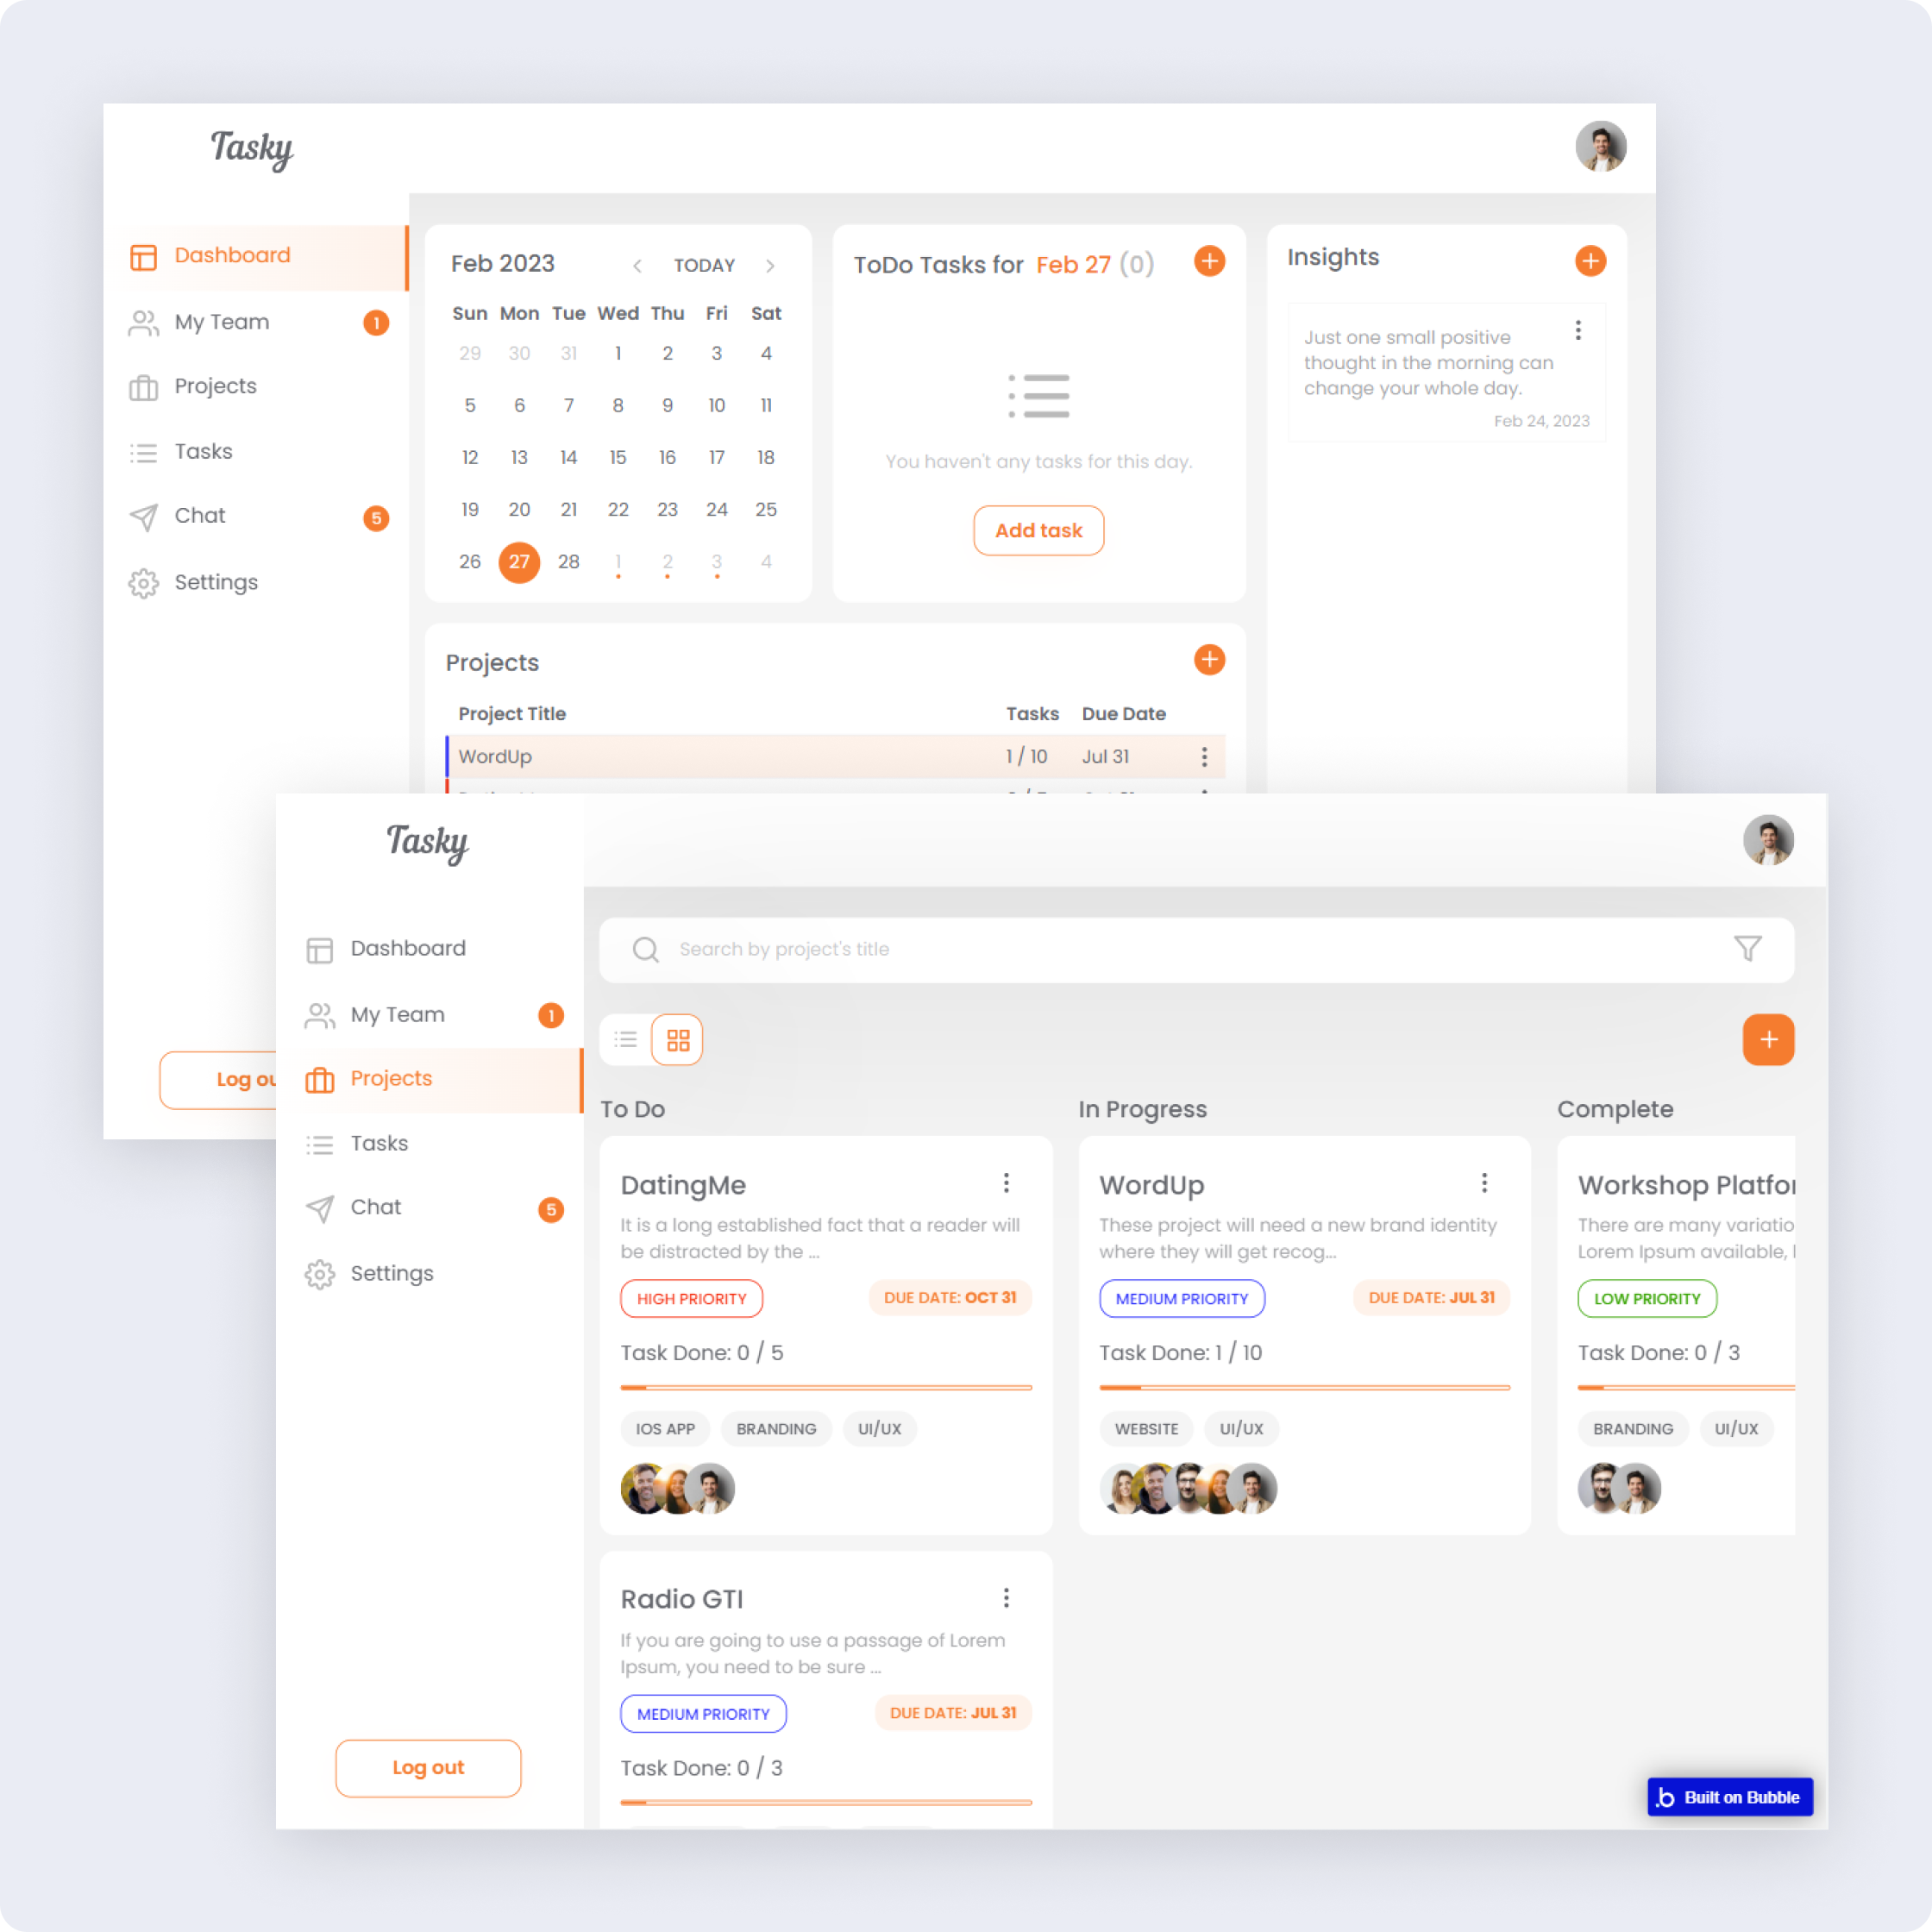 Tasky
Dashboard
My Team 1
Projects
Tasks
Chat 5
Settings
Log
Feb 2023 < TODAY >
Sun Mon Tue Wed Thu Fri Sat
29 30 31 1 2 3 4
5 6 7 8 9 10 11
12 13 14 15 16 17 18
19 20 21 22 23 24 25
26 27 28 1 2 3 4
ToDo Tasks for Feb 27 (0)
You haven't any tasks for this day.
Add task
Insights
Just one small positive
thought in the morning can
change your whole day.
Feb 24, 2023
Projects
Project Title Tasks Due Date
WordUp 1 / 10 Jul 31
Tasky
Dashboard
My Team 1
Projects
Tasks
Chat 5
Settings
Log out
Search by project's title
To Do
DatingMe
It is a long established fact that a reader will
be distracted by the ...
HIGH PRIORITY DUE DATE: OCT 31
Task Done: 0 / 5
IOS APP BRANDING UI/UX
Radio GTI
If you are going to use a passage of Lorem
Ipsum, you need to be sure ...
MEDIUM PRIORITY DUE DATE: JUL 31
Task Done: 0 / 3
In Progress
WordUp
These project will need a new brand identity
where they will get recog...
MEDIUM PRIORITY DUE DATE: JUL 31
Task Done: 1 / 10
WEBSITE UI/UX
Complete
Workshop Platfor
There are many variatio
Lorem Ipsum available,
LOW PRIORITY
Task Done: 0 / 3
BRANDING UI/UX
.b Built on Bubble